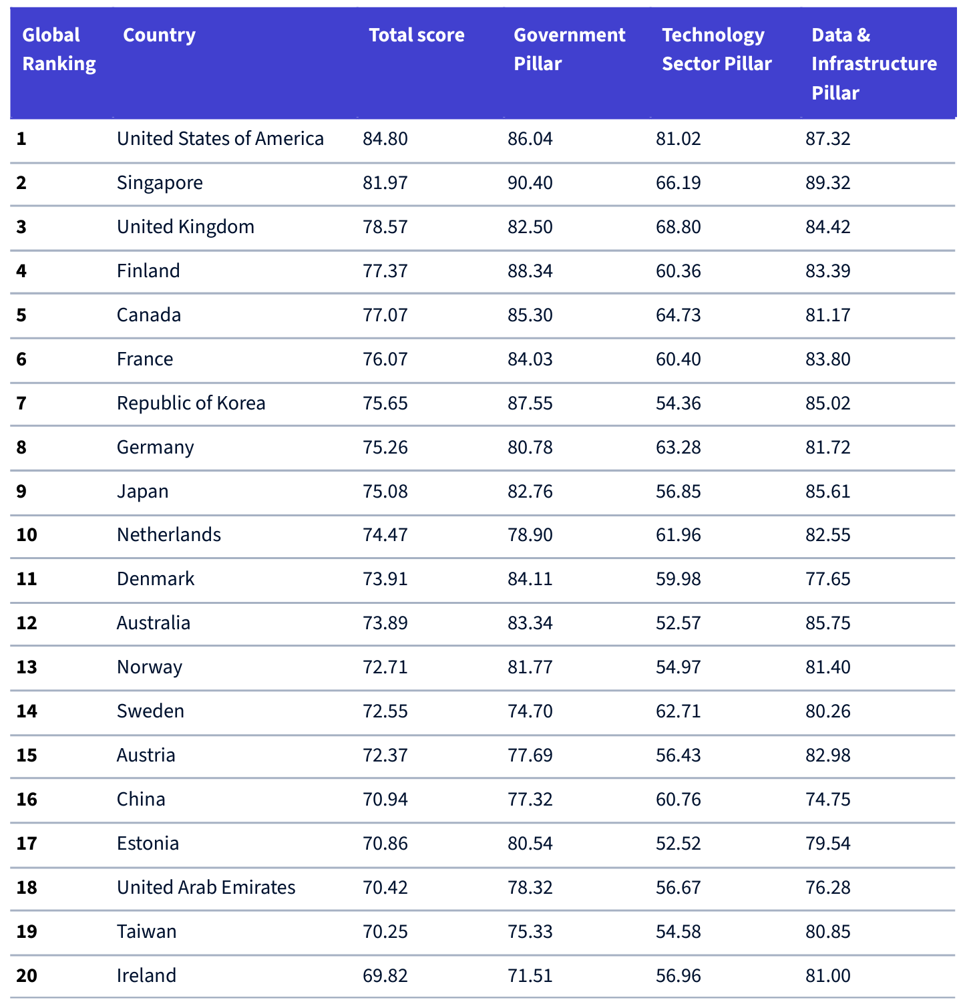 Global Ranking Country Total score Government Pillar Technology Sector Pillar Data & Infrastructure Pillar
1 United States of America 84.80 86.04 81.02 87.32
2 Singapore 81.97 90.40 66.19 89.32
3 United Kingdom 78.57 82.50 68.80 84.42
4 Finland 77.37 88.34 60.36 83.39
5 Canada 77.07 85.30 64.73 81.17
6 France 76.07 84.03 60.40 83.80
7 Republic of Korea 75.65 87.55 54.36 85.02
8 Germany 75.26 80.78 63.28 81.72
9 Japan 75.08 82.76 56.85 85.61
10 Netherlands 74.47 78.90 61.96 82.55
11 Denmark 73.91 84.11 59.98 77.65
12 Australia 73.89 83.34 52.57 85.75
13 Norway 72.71 81.77 54.97 81.40
14 Sweden 72.55 74.70 62.71 80.26
15 Austria 72.37 77.69 56.43 82.98
16 China 70.94 77.32 60.76 74.75
17 Estonia 70.86 80.54 52.52 79.54
18 United Arab Emirates 70.42 78.32 56.67 76.28
19 Taiwan 70.25 75.33 54.58 80.85
20 Ireland 69.82 71.51 56.96 81.00